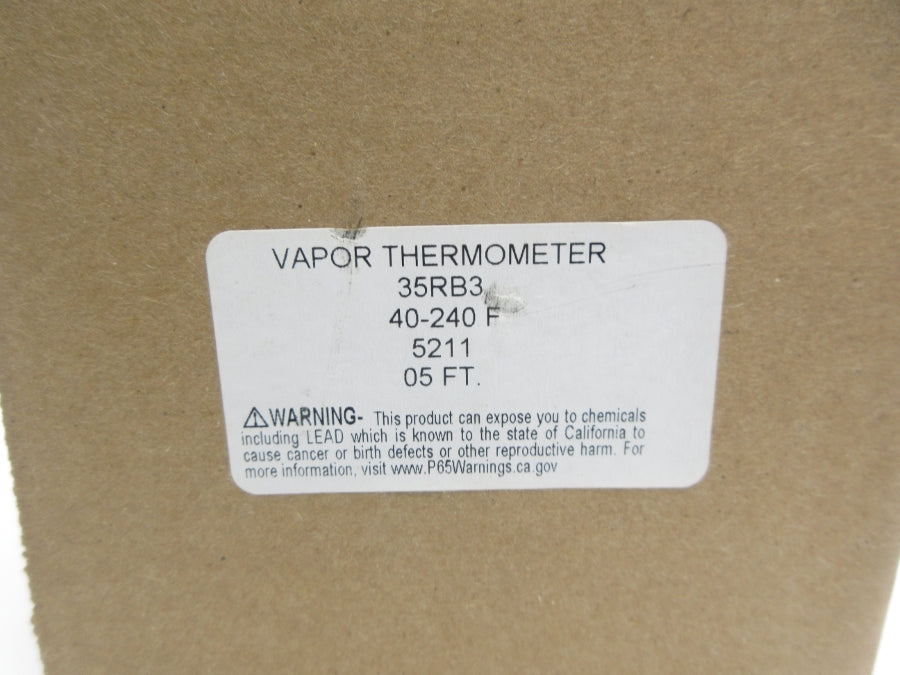 VAPOR THERMOMETER
35RB3
40-240 F
5211
05 FT.
⚠WARNING- This product can expose you to chemicals
including LEAD which is known to the state of California to
cause cancer or birth defects or other reproductive harm. For
more information, visit www.P65Warnings.ca.gov